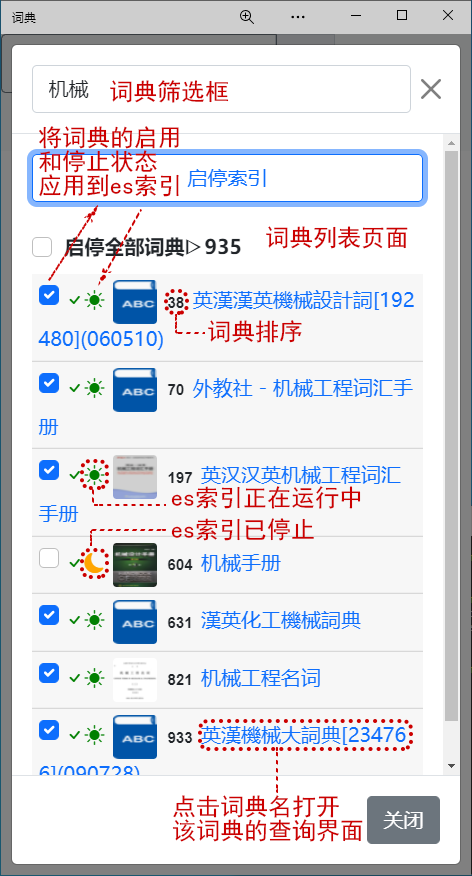 词典
机械 词典筛选框
将词典的启用
和停止状态
应用到es索引 启停索引
启停全部词典▷935 词典列表页面
ABC 38 英漢漢英機械設計詞[192
480](060510) 词典排序
ABC 70 外教社 - 机械工程词汇手
册
197 英汉汉英机械工程词汇
手册 es索引正在运行中
es索引已停止
604 机械手册
ABC 631 漢英化工機械詞典
821 机械工程名词
ABC 933 英漢機械大詞典[23476
6](090728)
点击词典名打开
该词典的查询界面 关闭